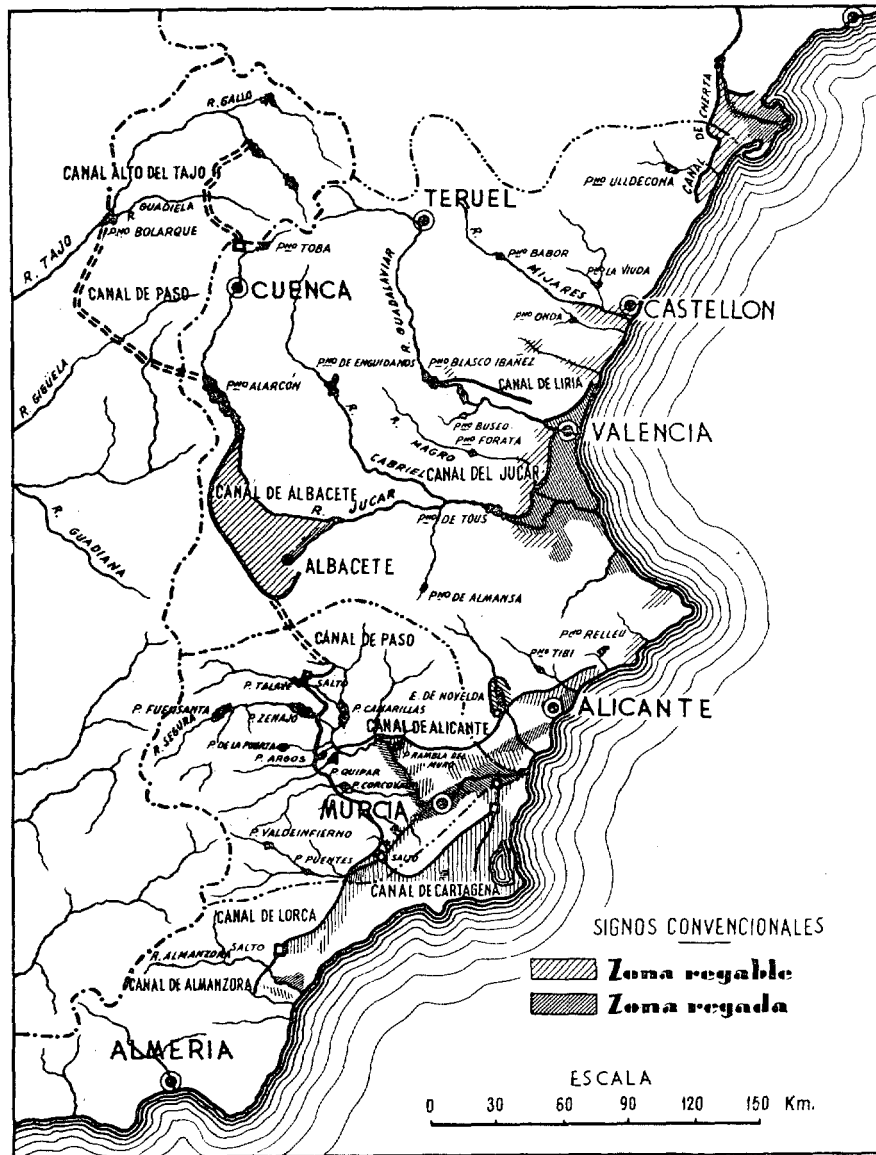 R. GALLO
CANAL DE CHERTA
CANAL ALTO DEL TAJO
Pno ULLDECONA
R. GUADIELA
TERUEL
Pno BOLARQUE
R. TAJO
Pno TOBA
Pno BABOR
R. MIJARES
Pno LA VIUDA
CANAL DE PASO
CUENCA
R. GUADALAVIAR
CASTELLON
Pno ONDA
R. GIGÜELA
Pno ALARCÓN
Pno DE ENGUIDANOS
Pno BLASCO IBAÑEZ
CANAL DE LIRIA
Pno BUSEO
VALENCIA
R. MAGRO
Pno FORATA
R. CABRIEL
CANAL DEL JUCAR
CANAL DE ALBACETE
R. JUCAR
Pno DE TOUS
R. GUADIANA
ALBACETE
Pno DE ALMANSA
CANAL DE PASO
Pno RELLEU
Pno TIBI
P. TALAVE
SALTO
E. DE NOVELDA
P. FUENSANTA
P. ZENAJO
P. CAMARILLAS
ALICANTE
R. SEGURA
CANAL DE ALICANTE
P. DE LA PUERTA
P. RAMBLA DEL
MURO
P. ARGOS
P. QUIPAR
P. CORCOVADO
MURCIA
P. VALDEINFIERNO
P. PUENTES
SALTO
CANAL DE CARTAGENA
CANAL DE LORCA
SIGNOS CONVENCIONALES
R. ALMANZORA
SALTO
Zona regable
CANAL DE ALMANZORA
Zona regada
ALMERIA
ESCALA
0 30 60 90 120 150 Km.